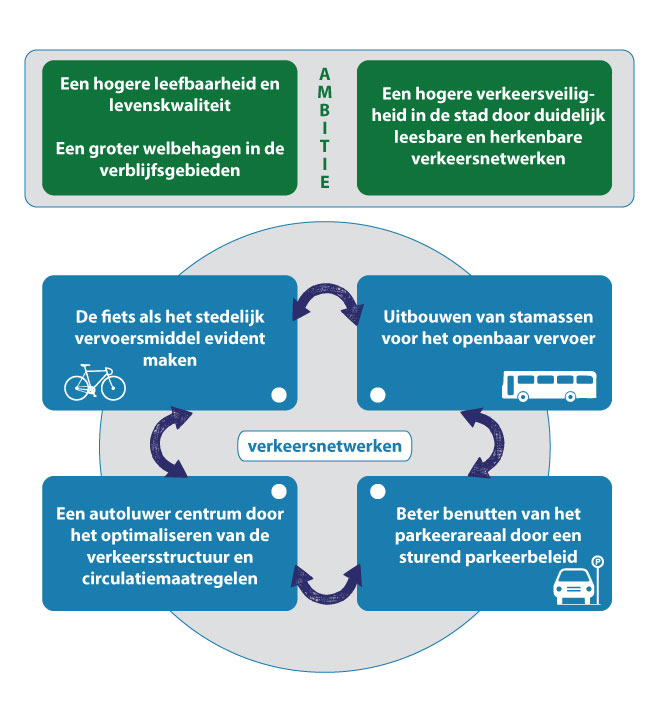 Een hogere leefbaarheid en
levenskwaliteit
Een groter welbehagen in de
verblijfsgebieden
AMBITIE
Een hogere verkeersveilig-
heid in de stad door duidelijk
leesbare en herkenbare
verkeersnetwerken
De fiets als het stedelijk
vervoersmiddel evident
maken
Uitbouwen van stamassen
voor het openbaar vervoer
verkeersnetwerken
Een autoluwer centrum door
het optimaliseren van de
verkeersstructuur en
circulatiemaatregelen
Beter benutten van het
parkeerareaal door een
sturend parkeerbeleid
P